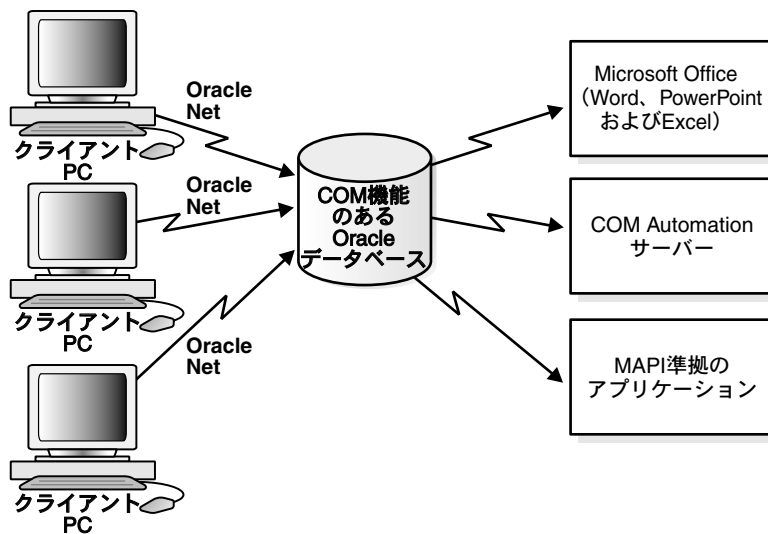 Oracle
Net
クライアント
PC
Oracle
Net
クライアント
PC
Oracle
Net
クライアント
PC
COM機能
のある
Oracle
データベース
Microsoft Office
（Word、PowerPoint
およびExcel）
COM Automation
サーバー
MAPI準拠の
アプリケーション